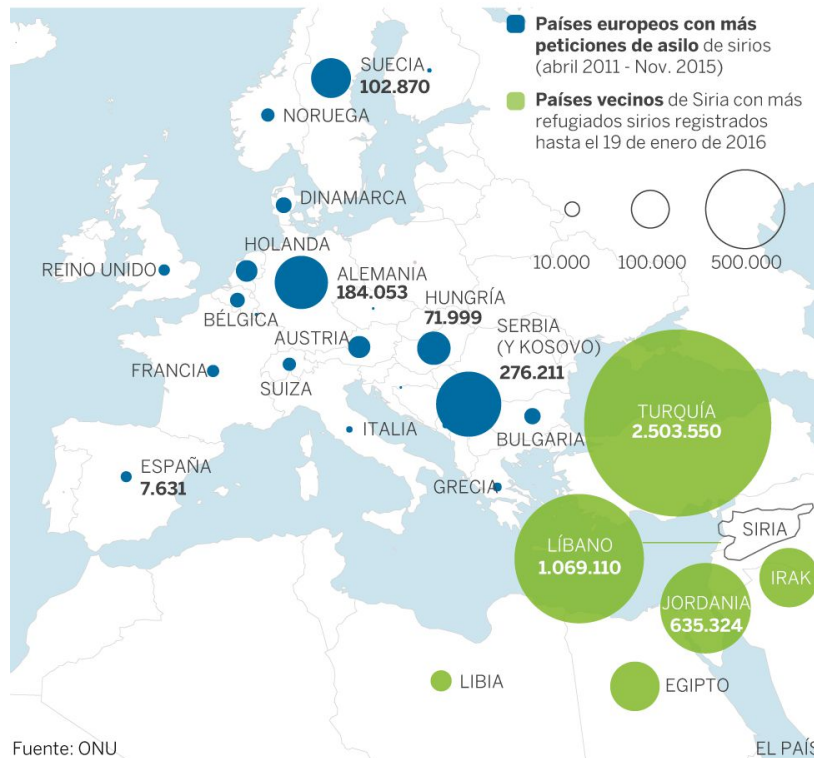 Países europeos con más
peticiones de asilo de sirios
(abril 2011 - Nov. 2015)
Países vecinos de Siria con más
refugiados sirios registrados
hasta el 19 de enero de 2016
10.000
100.000
500.000
SUECIA
102.870
NORUEGA
DINAMARCA
HOLANDA
REINO UNIDO
ALEMANIA
184.053
BÉLGICA
HUNGRÍA
71.999
AUSTRIA
SERBIA
(Y KOSOVO)
276.211
FRANCIA
SUIZA
ITALIA
BULGARIA
TURQUÍA
2.503.550
ESPAÑA
7.631
GRECIA
SIRIA
LÍBANO
1.069.110
IRAK
JORDANIA
635.324
LIBIA
EGIPTO
Fuente: ONU
EL PAÍS